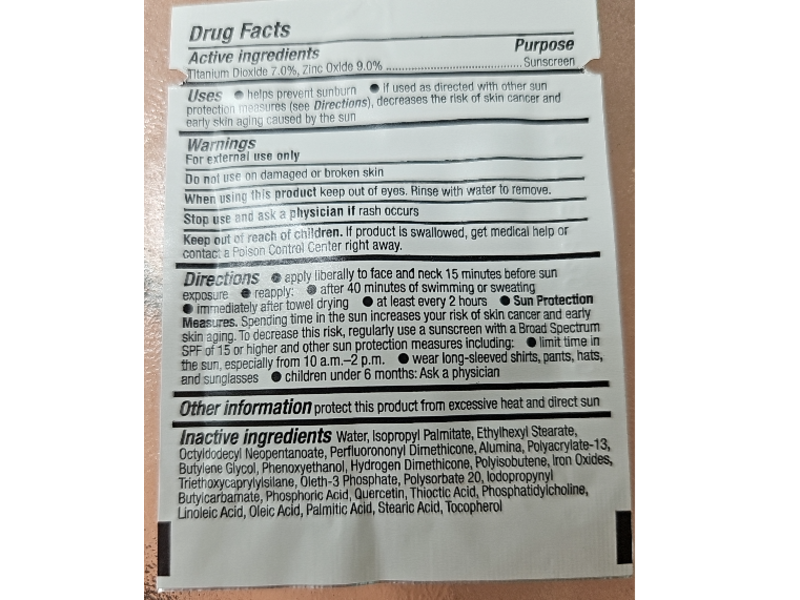 Drug Facts
Active ingredients Purpose
Titanium Dioxide 7.0%, Zinc Oxide 9.0% ........................................ Sunscreen
Uses ● helps prevent sunburn ● if used as directed with other sun
protection measures (see Directions), decreases the risk of skin cancer and
early skin aging caused by the sun
Warnings
For external use only
Do not use on damaged or broken skin
When using this product keep out of eyes. Rinse with water to remove.
Stop use and ask a physician if rash occurs
Keep out of reach of children. If product is swallowed, get medical help or
contact a Poison Control Center right away.
Directions ● apply liberally to face and neck 15 minutes before sun
exposure ● reapply: ● after 40 minutes of swimming or sweating
● immediately after towel drying ● at least every 2 hours ● Sun Protection
Measures. Spending time in the sun increases your risk of skin cancer and early
skin aging. To decrease this risk, regularly use a sunscreen with a Broad Spectrum
SPF of 15 or higher and other sun protection measures including: ● limit time in
the sun, especially from 10 a.m.–2 p.m. ● wear long-sleeved shirts, pants, hats,
and sunglasses ● children under 6 months: Ask a physician
Other information protect this product from excessive heat and direct sun
Inactive ingredients Water, Isopropyl Palmitate, Ethylhexyl Stearate,
Octyldodecyl Neopentanoate, Perfluorononyl Dimethicone, Alumina, Polyacrylate-13,
Butylene Glycol, Phenoxyethanol, Hydrogen Dimethicone, Polyisobutene, Iron Oxides,
Triethoxycaprylylsilane, Oleth-3 Phosphate, Polysorbate 20, Iodopropynyl
Butylcarbamate, Phosphoric Acid, Quercetin, Thioctic Acid, Phosphatidylcholine,
Linoleic Acid, Oleic Acid, Palmitic Acid, Stearic Acid, Tocopherol